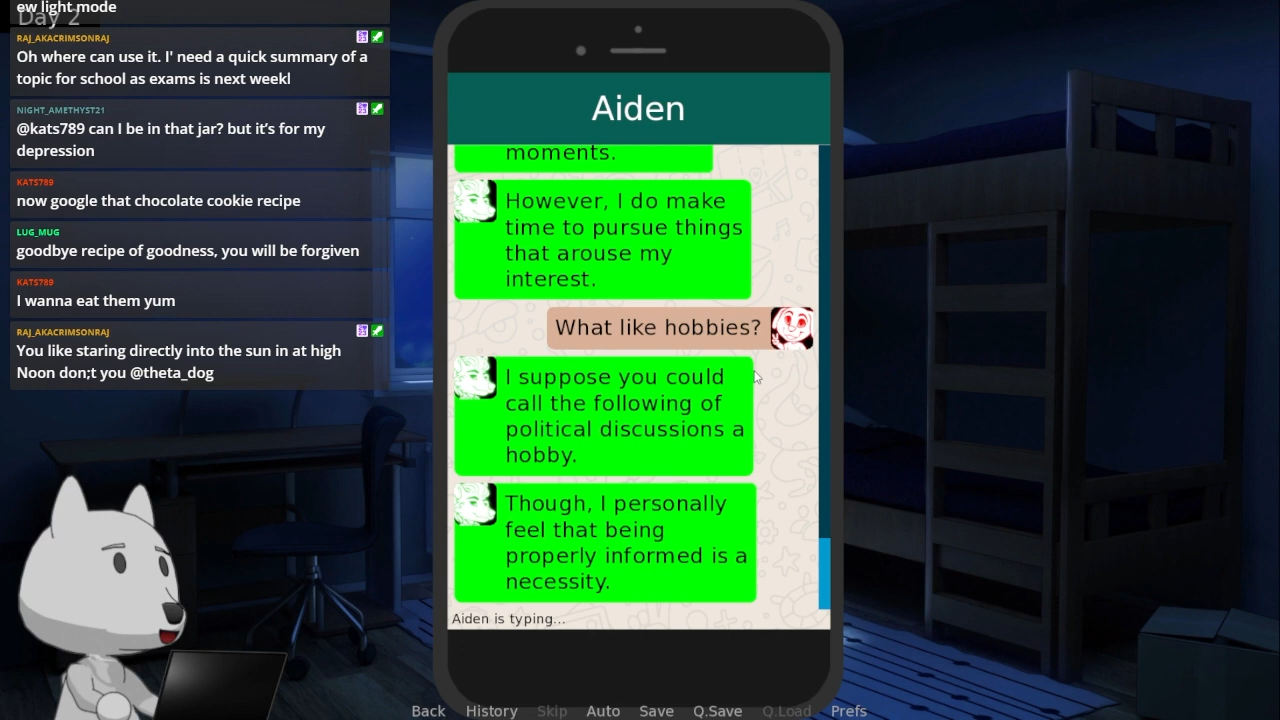 ew light mode
Day 2
RAJ_AKACRIMSONRAJ
Oh where can use it. I' need a quick summary of a
topic for school as exams is next weekl
NIGHT_AMETHYST21
@kats789 can I be in that jar? but it's for my
depression
KATS789
now google that chocolate cookie recipe
LUG_MUG
goodbye recipe of goodness, you will be forgiven
KATS789
I wanna eat them yum
RAJ_AKACRIMSONRAJ
You like staring directly into the sun in at high
Noon don;t you @theta_dog
Aiden
moments.
However, I do make
time to pursue things
that arouse my
interest.
What like hobbies?
I suppose you could
call the following of
political discussions a
hobby.
Though, I personally
feel that being
properly informed is a
necessity.
Aiden is typing...
Back History Skip Auto Save Q.Save Q.Load Prefs